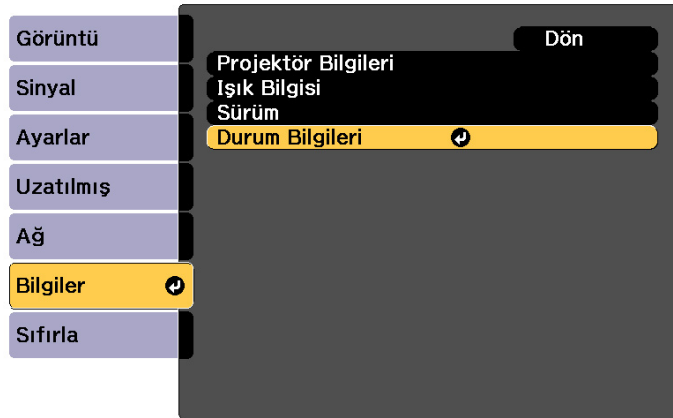 Görüntü
Sinyal
Ayarlar
Uzatılmış
Ağ
Bilgiler
Sıfırla
Dön
Projektör Bilgileri
Işık Bilgisi
Sürüm
Durum Bilgileri